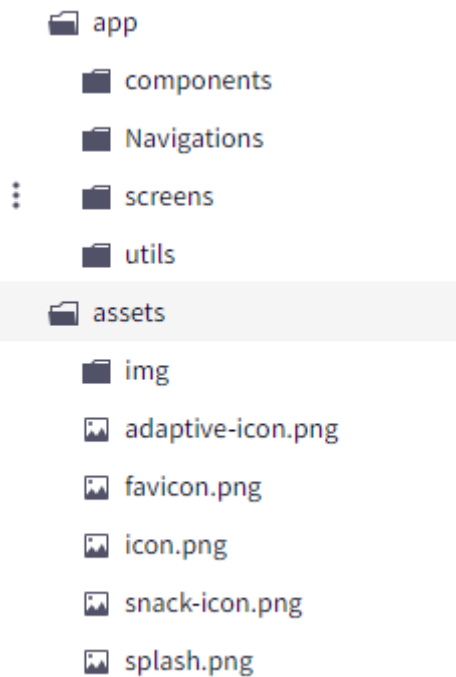 app
components
Navigations
screens
utils
assets
img
adaptive-icon.png
favicon.png
icon.png
snack-icon.png
splash.png